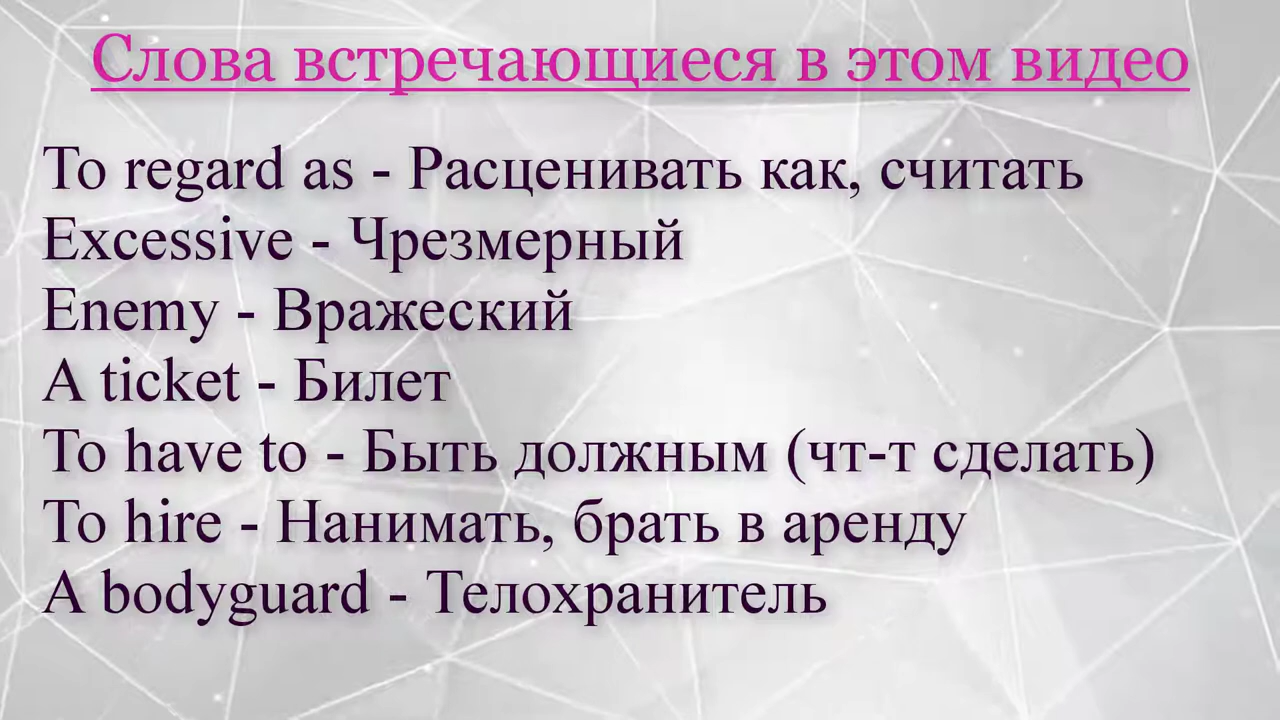 Слова встречающиеся в этом видео
To regard as - Расценивать как, считать
Excessive - Чрезмерный
Enemy - Вражеский
A ticket - Билет
To have to - Быть должным (чт-т сделать)
To hire - Нанимать, брать в аренду
A bodyguard - Телохранитель